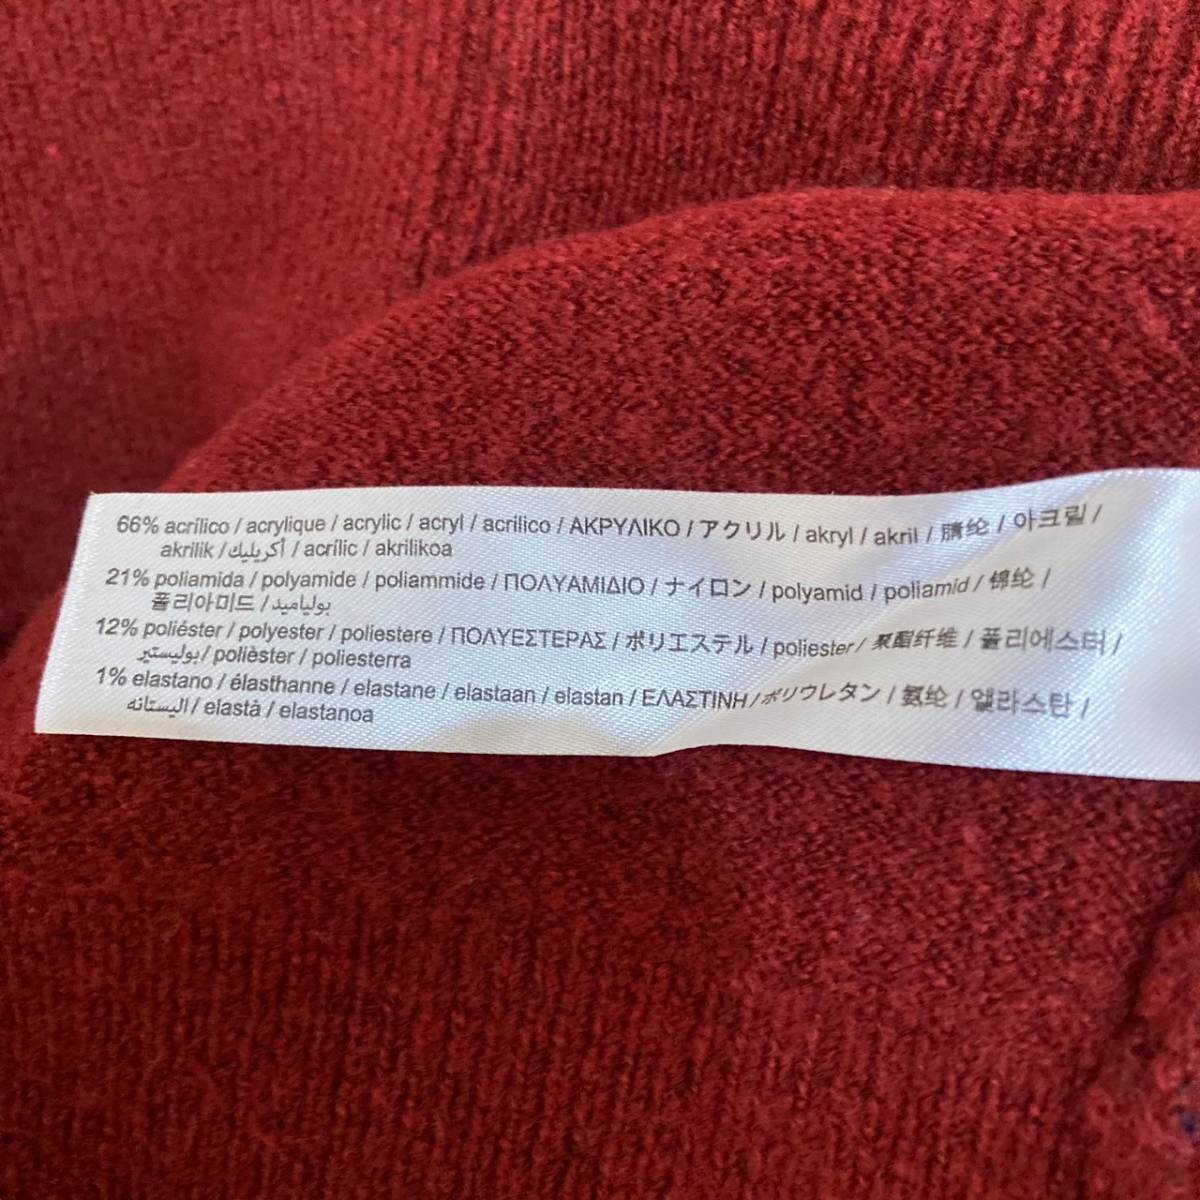 66% acrílico / acrylique / acrylic / acryl / acrilico / ΑΚΡΥΛΙΚΟ / アクリル / akryl / akril / 腈纶 / 아크릴 /
akrilik / أكريليك / acrílic / akrilikoa
21% poliamida / polyamide / poliammide / ΠΟΛΥΑΜΙΔΙΟ / ナイロン / polyamid / poliamid / 锦纶 /
폴리아미드 / بولياميد
12% poliéster / polyester / poliestere / ΠΟΛΥΕΣΤΕΡΑΣ / ポリエステル / poliester / 聚酯纤维 / 폴리에스터 /
بوليستير / polièster / poliesterra
1% elastano / élasthanne / elastane / elastaan / elastan / ΕΛΑΣΤΙΝΗ / ポリウレタン / 氨纶 / 엘라스탄 /
اليستانه / elastà / elastanoa